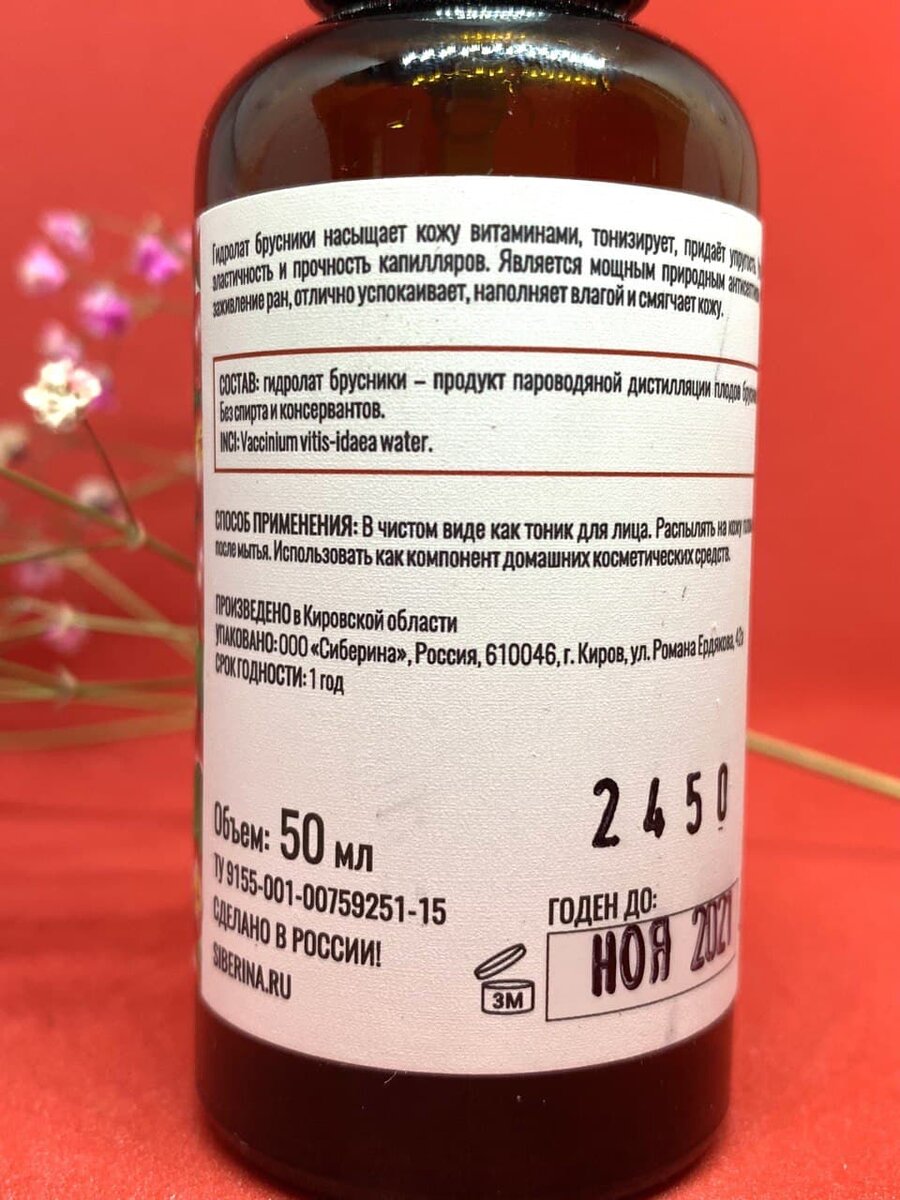 Гидролат брусники насыщает кожу витаминами, тонизирует, придаёт
эластичность и прочность капилляров. Является мощным природным
заживление ран, отлично успокаивает, наполняет влагой и смягчает кожу.
СОСТАВ: гидролат брусники – продукт пароводяной дистилляции плодов
Без спирта и консервантов.
INCI: Vaccinium vitis-idaea water.
СПОСОБ ПРИМЕНЕНИЯ: В чистом виде как тоник для лица. Распылять на кожу
после мытья. Использовать как компонент домашних косметических средств.
ПРОИЗВЕДЕНО в Кировской области
УПАКОВАНО: ООО «Сиберина», Россия, 610046, г. Киров, ул. Романа Ердякова,
СРОК ГОДНОСТИ: 1 год
2450
Объем: 50 мл
ТУ 9155-001-00759251-15
СДЕЛАНО В РОССИИ!
SIBERINA.RU
3М
ГОДЕН ДО:
НОЯ 2021